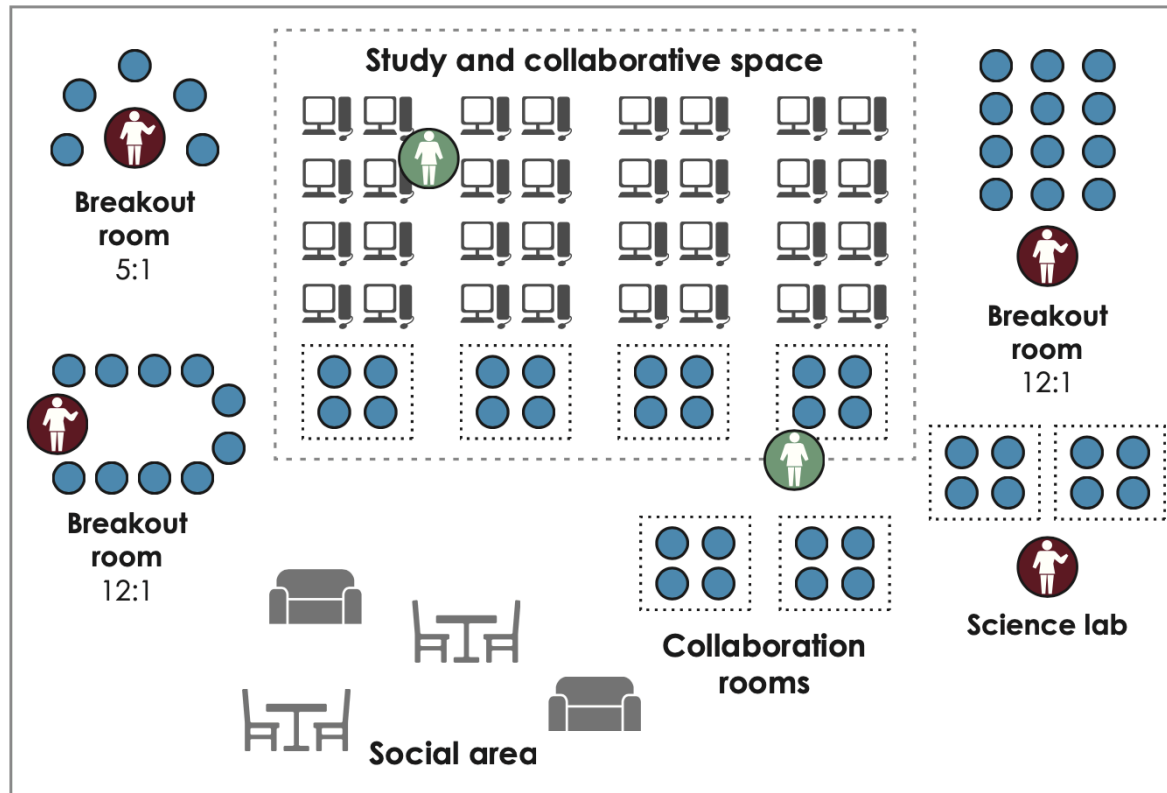 Study and collaborative space
Breakout
room
5:1
Breakout
room
12:1
Breakout
room
12:1
Science lab
Collaboration
rooms
Social area